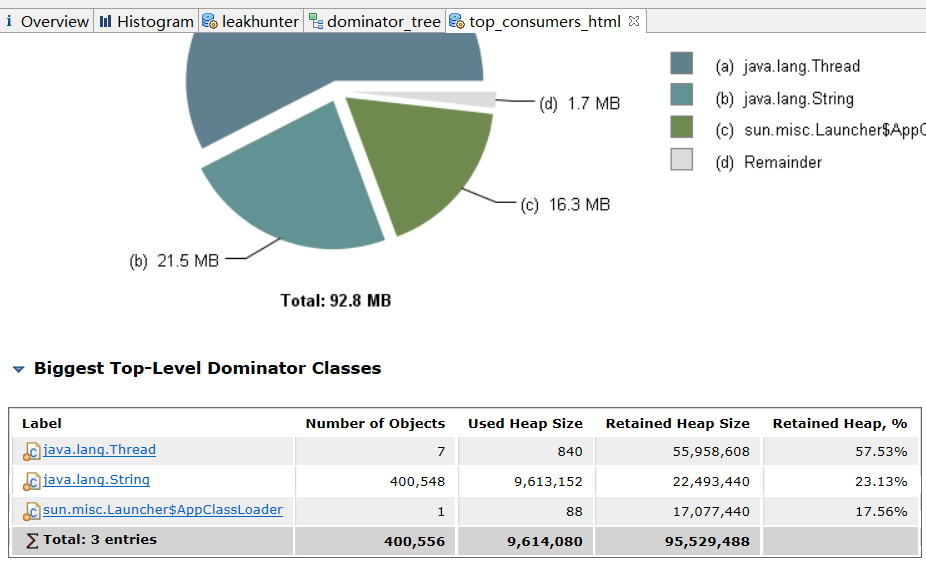 i Overview Histogram leakhunter dominator_tree top_consumers_html
(a) java.lang.Thread
(b) java.lang.String
(c) sun.misc.Launcher$AppC
(d) Remainder
(d) 1.7 MB
(c) 16.3 MB
(b) 21.5 MB
Total: 92.8 MB
Biggest Top-Level Dominator Classes
Label Number of Objects Used Heap Size Retained Heap Size Retained Heap, %
java.lang.Thread 7 840 55,958,608 57.53%
java.lang.String 400,548 9,613,152 22,493,440 23.13%
sun.misc.Launcher$AppClassLoader 1 88 17,077,440 17.56%
∑ Total: 3 entries 400,556 9,614,080 95,529,488